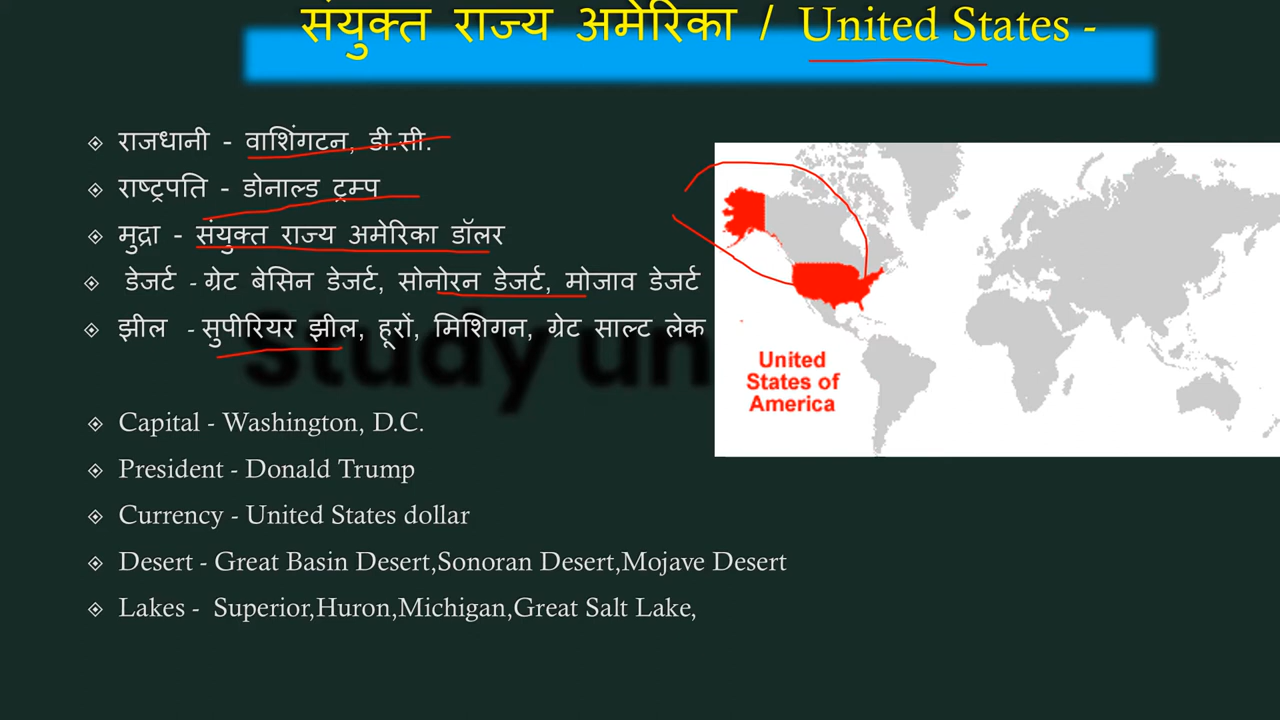 संयुक्त राज्य अमेरिका / United States -
राजधानी - वाशिंगटन, डी.सी.
राष्ट्रपति - डोनाल्ड ट्रम्प
मुद्रा - संयुक्त राज्य अमेरिका डॉलर
डेजर्ट - ग्रेट बेसिन डेजर्ट, सोनोरन डेजर्ट, मोजाव डेजर्ट
झील - सुपीरियर झील, हूरों, मिशिगन, ग्रेट साल्ट लेक
United
States of
America
Study un
Capital - Washington, D.C.
President - Donald Trump
Currency - United States dollar
Desert - Great Basin Desert,Sonoran Desert,Mojave Desert
Lakes - Superior,Huron,Michigan,Great Salt Lake,